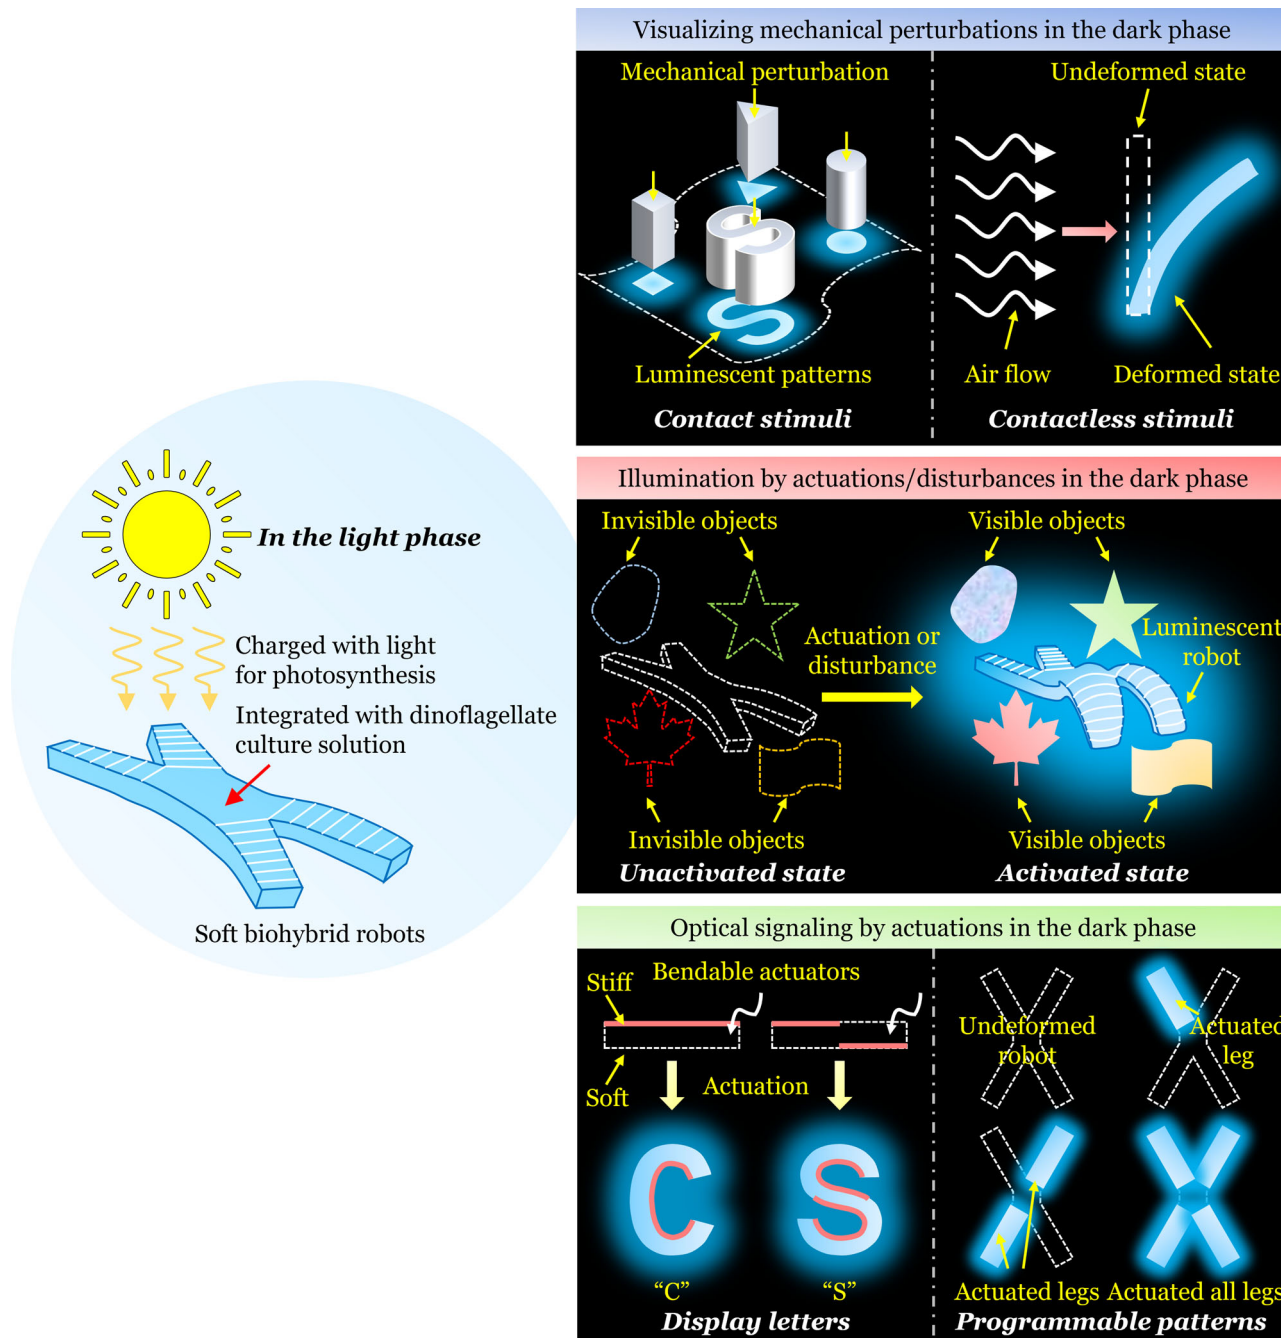 Visualizing mechanical perturbations in the dark phase
Mechanical perturbation
Luminescent patterns
Contact stimuli
Undeformed state
Air flow
Deformed state
Contactless stimuli
In the light phase
Charged with light
for photosynthesis
Integrated with dinoflagellate
culture solution
Soft biohybrid robots
Illumination by actuations/disturbances in the dark phase
Invisible objects
Invisible objects
Unactivated state
Actuation or
disturbance
Visible objects
Luminescent
robot
Visible objects
Activated state
Optical signaling by actuations in the dark phase
Bendable actuators
Stiff
Soft
Actuation
C
S
“C”
“S”
Display letters
Undeformed
robot
Actuated
leg
Actuated legs
Actuated all legs
Programmable patterns